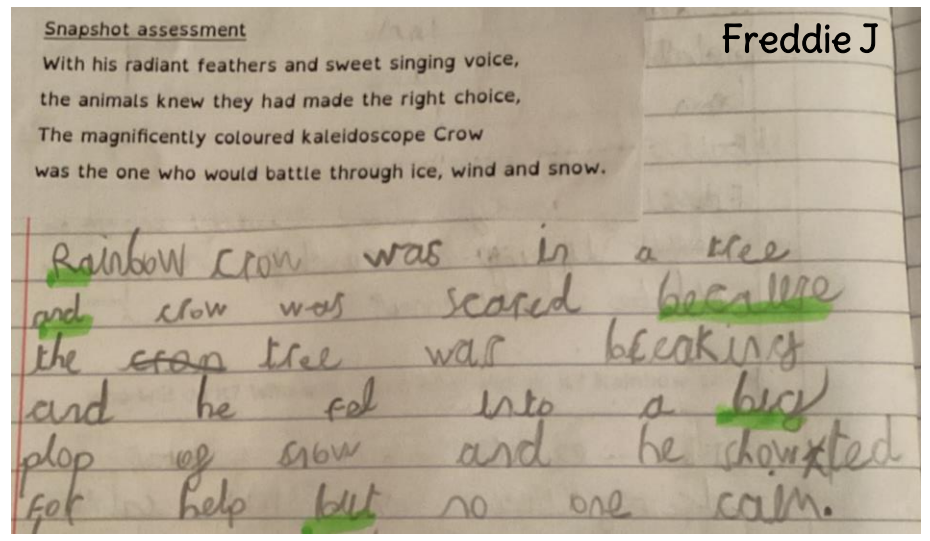 Snapshot assessment
Freddie J
With his radiant feathers and sweet singing voice,
the animals knew they had made the right choice,
The magnificently coloured kaleidoscope Crow
was the one who would battle through ice, wind and snow.
Rainbow crow was in a tree
and crow was scared because
the tree was breaking
and he fel into a big
plop of snow and he showted
for help but no one cam.